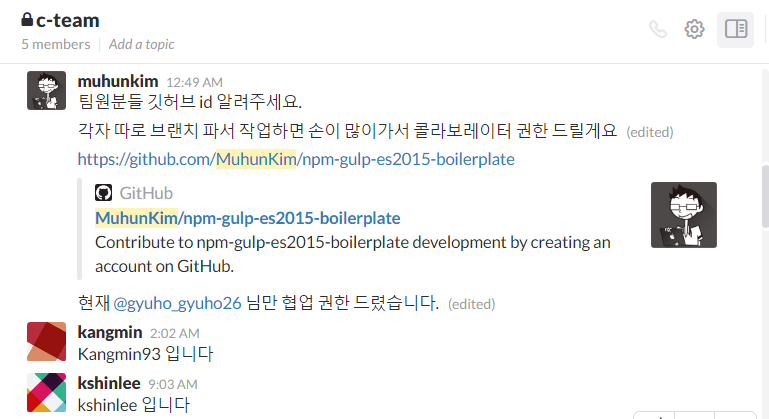 c-team
5 members | Add a topic
muhunkim 12:49 AM
팀원분들 깃허브 id 알려주세요.
각자 따로 브랜치 파서 작업하면 손이 많이가서 콜라보레이터 권한 드릴게요 (edited)
https://github.com/MuhunKim/npm-gulp-es2015-boilerplate
GitHub
MuhunKim/npm-gulp-es2015-boilerplate
Contribute to npm-gulp-es2015-boilerplate development by creating an
account on GitHub.
현재 @gyuho_gyuho26 님만 협업 권한 드렸습니다. (edited)
kangmin 2:02 AM
Kangmin93 입니다
kshinlee 9:03 AM
kshinlee 입니다